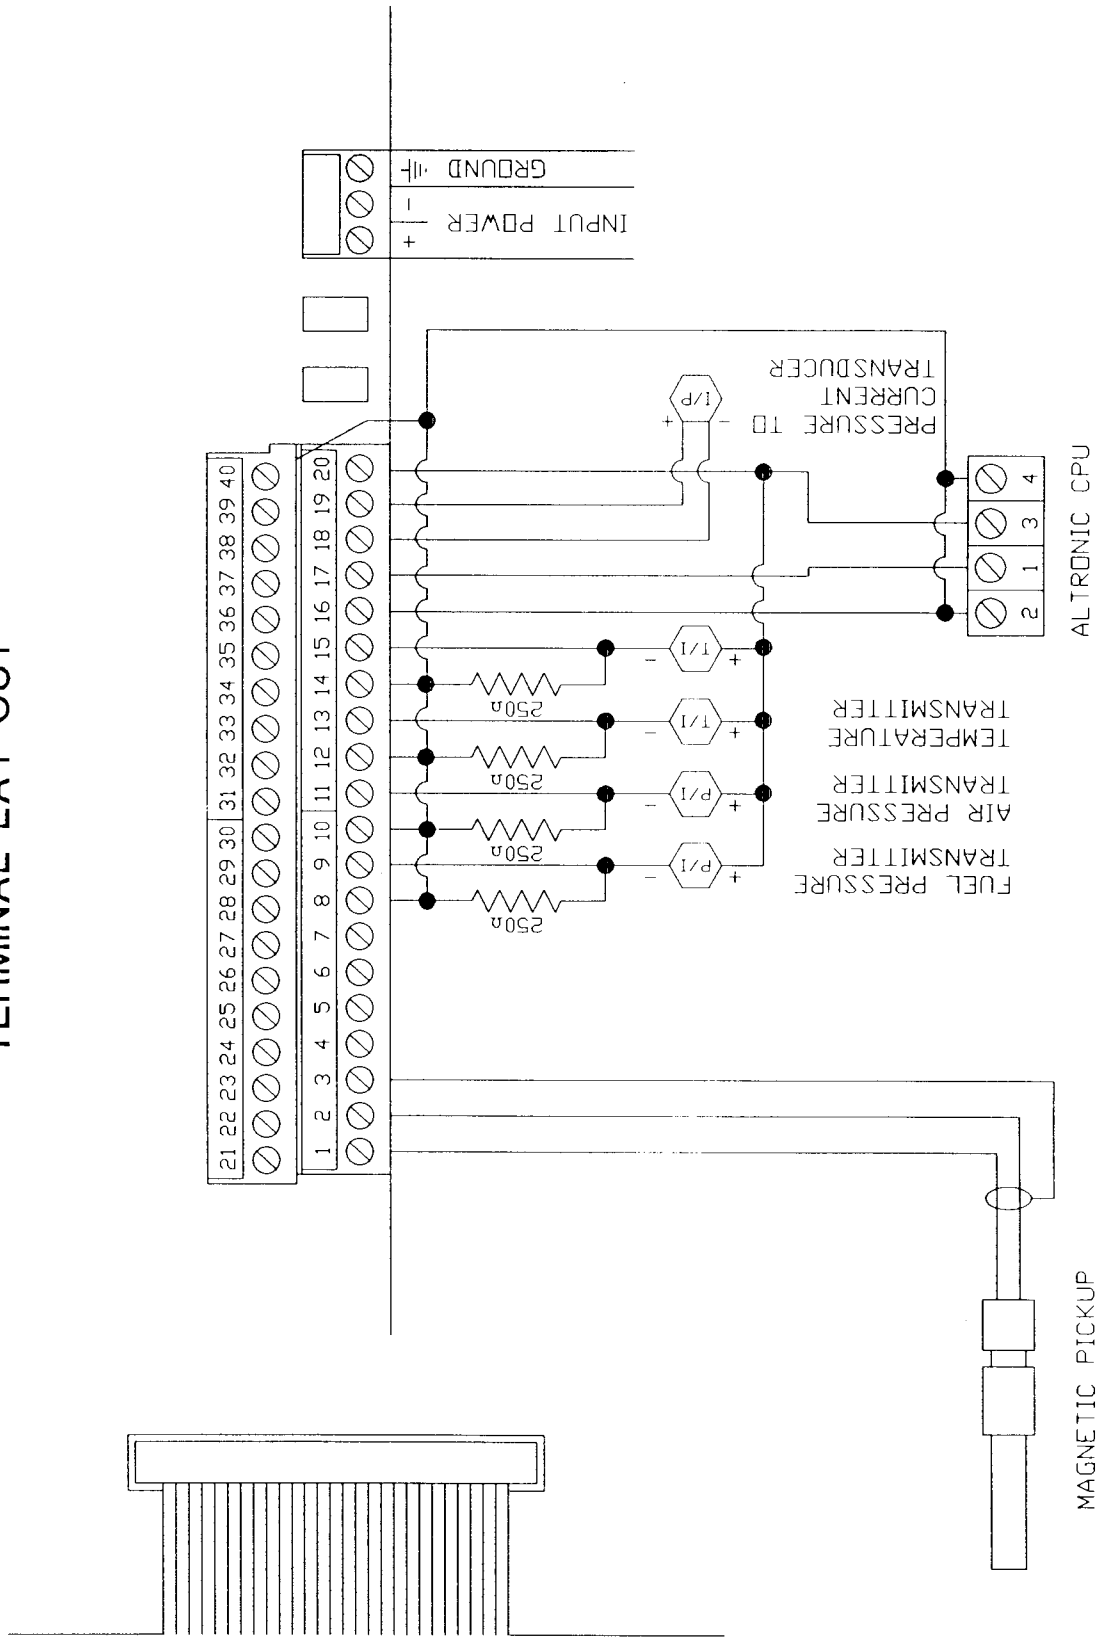 TERMINAL LAY OUT
GROUND
- +
INPUT POWER
40 39 38 37 36 35 34 33 32 31 30 29 28 27 26 25 24 23 22 21
20 19 18 17 16 15 14 13 12 11 10 9 8 7 6 5 4 3 2 1
PRESSURE TO
CURRENT
TRANSDUCER
I/P
+ -
4 3 1 2
ALTRONIC CPU
T/I
- +
250Ω
T/I
- +
250Ω
TEMPERATURE
TRANSMITTER
P/I
- +
250Ω
AIR PRESSURE
TRANSMITTER
P/I
- +
250Ω
FUEL PRESSURE
TRANSMITTER
MAGNETIC PICKUP